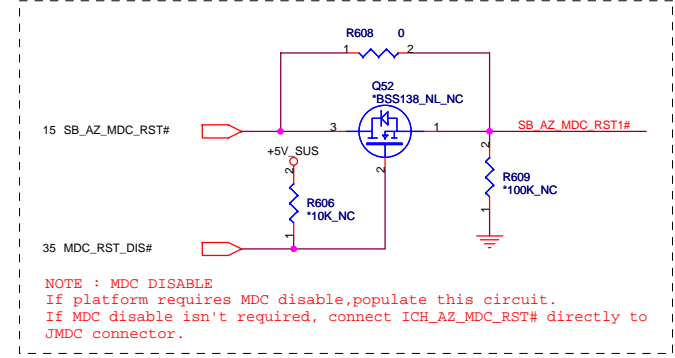 R608 0
1 2
Q52
*BSS138_NL_NC
15 SB_AZ_MDC_RST#
3 1
SB_AZ_MDC_RST1#
+5V_SUS
2
2
2
R606
*10K_NC
R609
*100K_NC
1
1
35 MDC_RST_DIS#
NOTE : MDC DISABLE
If platform requires MDC disable,populate this circuit.
If MDC disable isn't required, connect ICH_AZ_MDC_RST# directly to
JMDC connector.